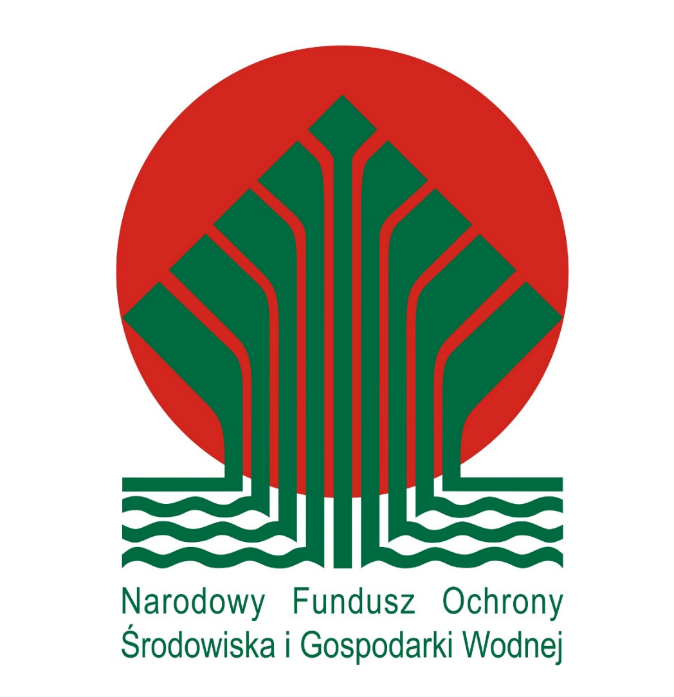 Narodowy Fundusz Ochrony
Środowiska i Gospodarki Wodnej